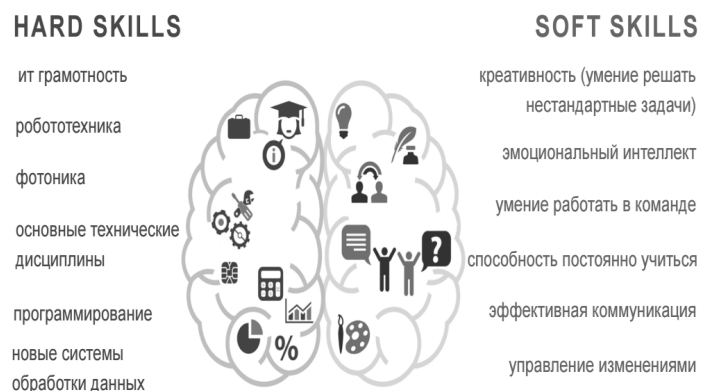 HARD SKILLS
ит грамотность
робототехника
фотоника
основные технические
дисциплины
программирование
новые системы
обработки данных
%
SOFT SKILLS
креативность (умение решать
нестандартные задачи)
эмоциональный интеллект
умение работать в команде
?
способность постоянно учиться
эффективная коммуникация
управление изменениями